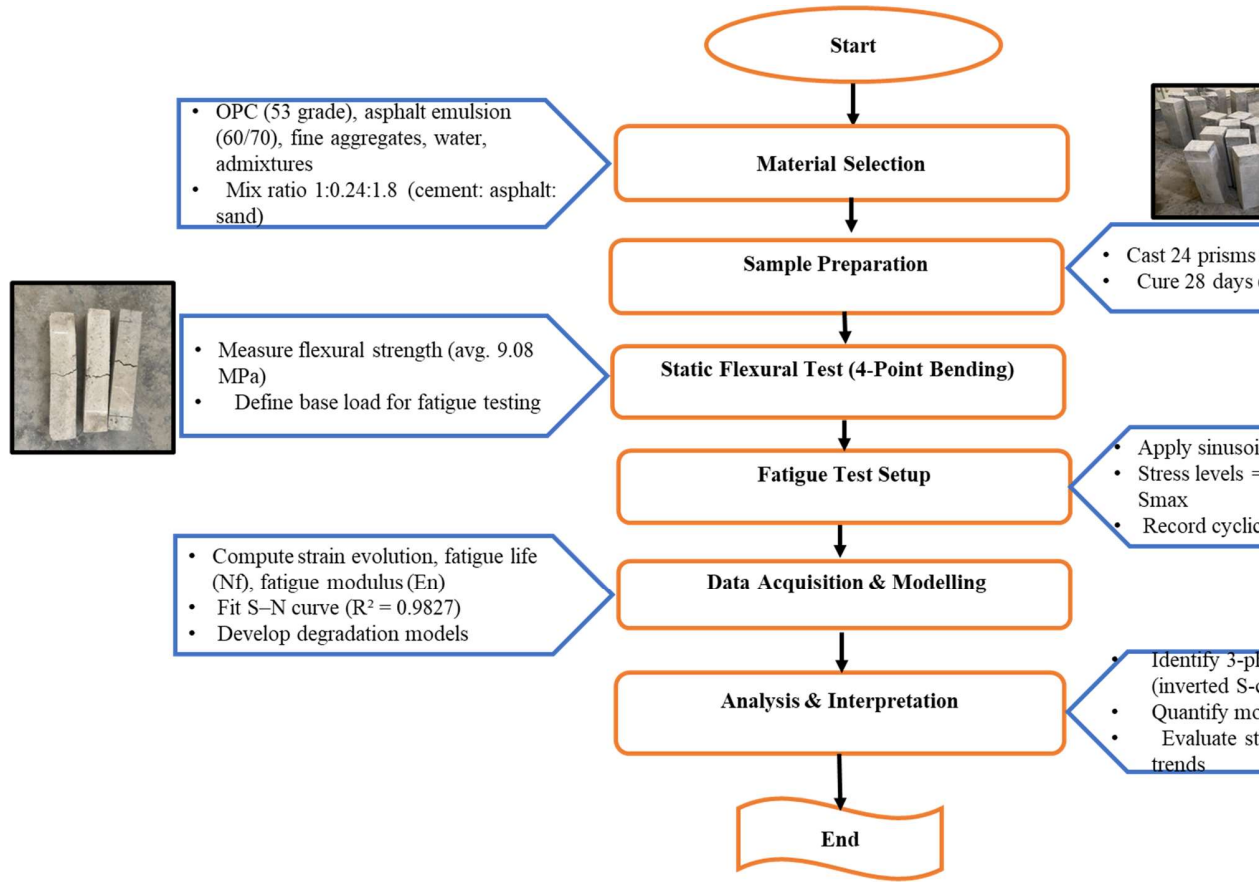 Start
• OPC (53 grade), asphalt emulsion
(60/70), fine aggregates, water,
admixtures
• Mix ratio 1:0.24:1.8 (cement: asphalt:
sand)
Material Selection
Sample Preparation
• Cast 24 prisms
• Cure 28 days
• Measure flexural strength (avg. 9.08
MPa)
• Define base load for fatigue testing
Static Flexural Test (4-Point Bending)
Fatigue Test Setup
• Apply
• Stress levels =
Smax
• Record
• Compute strain evolution, fatigue life
(Nf), fatigue modulus (En)
• Fit S–N curve (R² = 0.9827)
• Develop degradation models
Data Acquisition & Modelling
Analysis & Interpretation
• Identify
(inverted
• Quantify
• Evaluate
trends
End